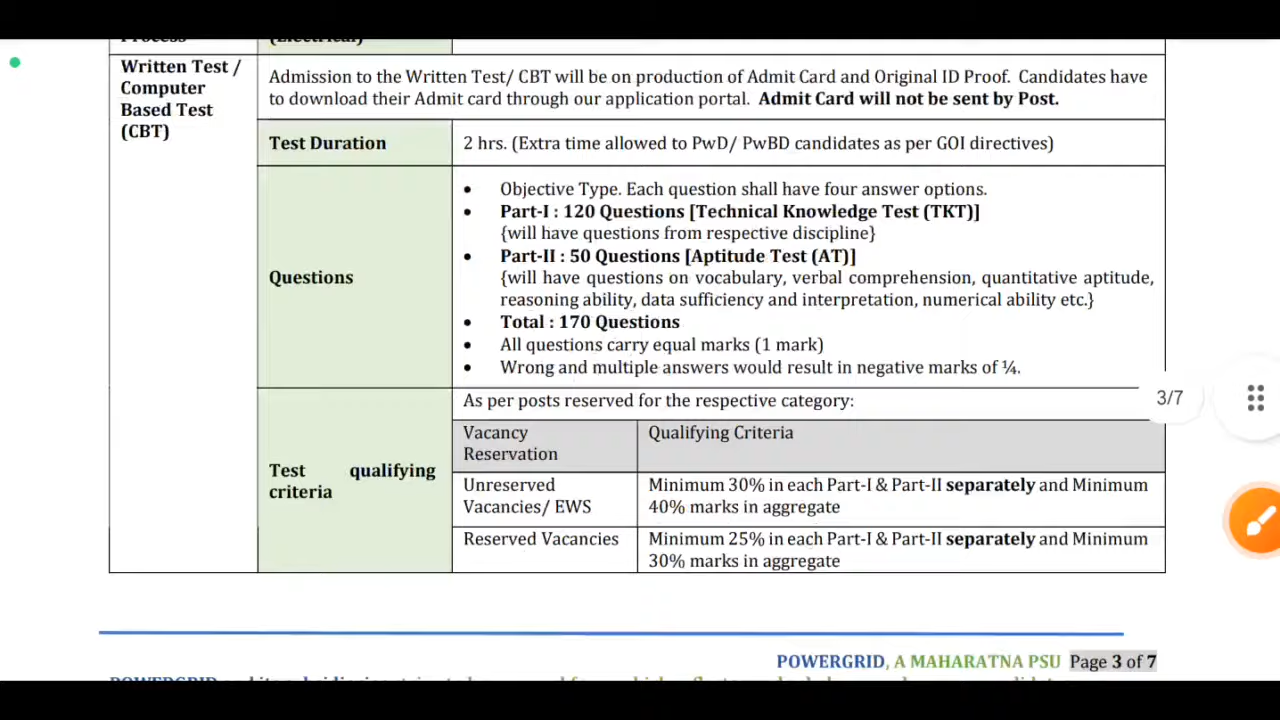 Process
(Electrical)
Written Test /
Computer
Based Test
(CBT)
Admission to the Written Test/ CBT will be on production of Admit Card and Original ID Proof. Candidates have
to download their Admit card through our application portal. Admit Card will not be sent by Post.
Test Duration
2 hrs. (Extra time allowed to PwD/ PwBD candidates as per GOI directives)
Questions
• Objective Type. Each question shall have four answer options.
• Part-I : 120 Questions [Technical Knowledge Test (TKT)]
{will have questions from respective discipline}
• Part-II : 50 Questions [Aptitude Test (AT)]
{will have questions on vocabulary, verbal comprehension, quantitative aptitude,
reasoning ability, data sufficiency and interpretation, numerical ability etc.}
• Total : 170 Questions
• All questions carry equal marks (1 mark)
• Wrong and multiple answers would result in negative marks of ¼.
Test qualifying
criteria
As per posts reserved for the respective category:
Vacancy
Reservation
Qualifying Criteria
Unreserved
Vacancies/ EWS
Minimum 30% in each Part-I & Part-II separately and Minimum
40% marks in aggregate
Reserved Vacancies
Minimum 25% in each Part-I & Part-II separately and Minimum
30% marks in aggregate
3/7
POWERGRID, A MAHARATNA PSU Page 3 of 7